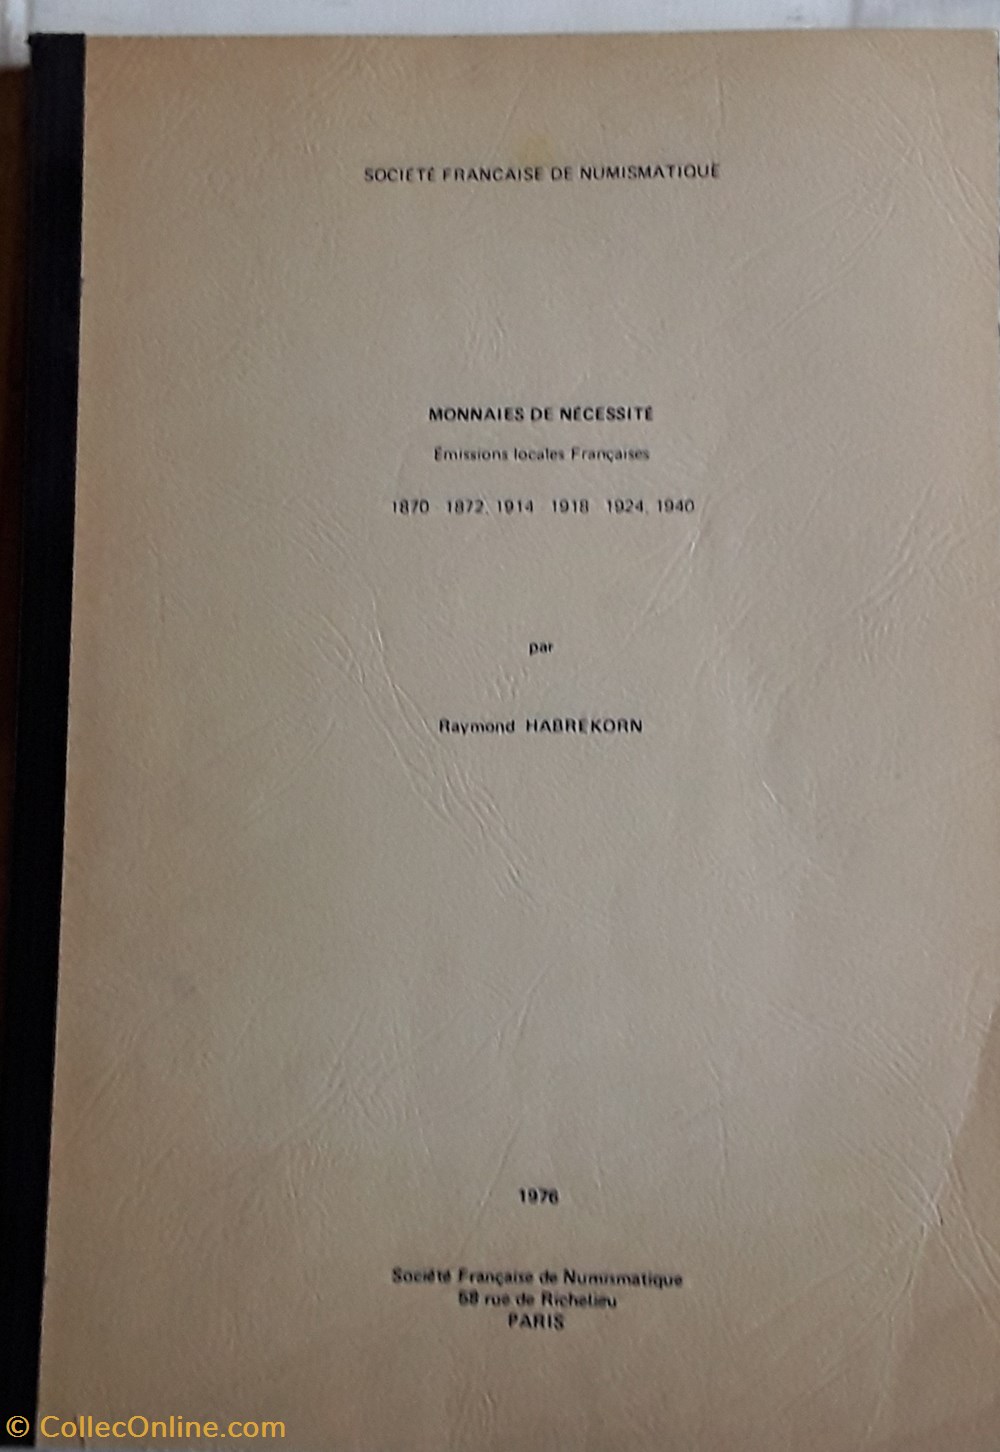 SOCIÉTÉ FRANCAISE DE NUMISMATIQUE
MONNAIES DE NÉCESSITÉ
Émissions locales Françaises
1870 - 1872, 1914 1918 1924, 1940
par
Raymond HABREKORN
1976
Société Française de Numismatique
58 rue de Richelieu
PARIS
© CollecOnline.com